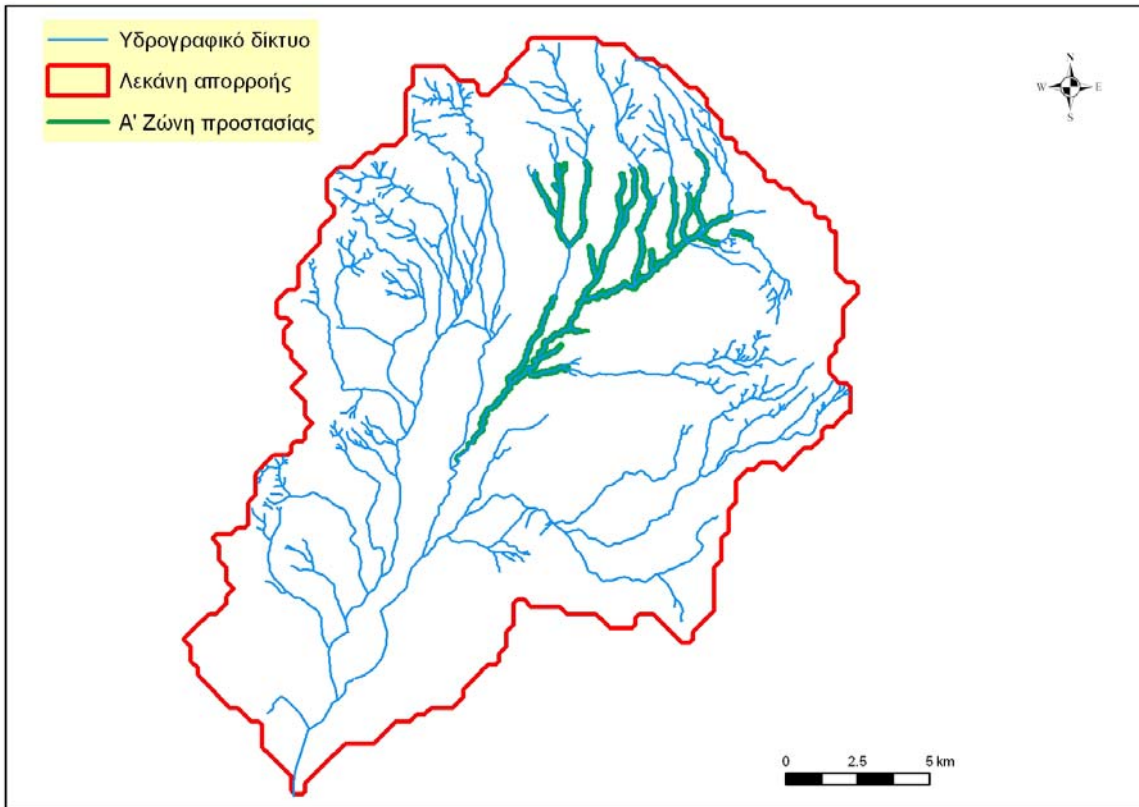 Υδρογραφικό δίκτυο
Λεκάνη απορροής
Α' Ζώνη προστασίας
N
W E
S
0 2.5 5 km